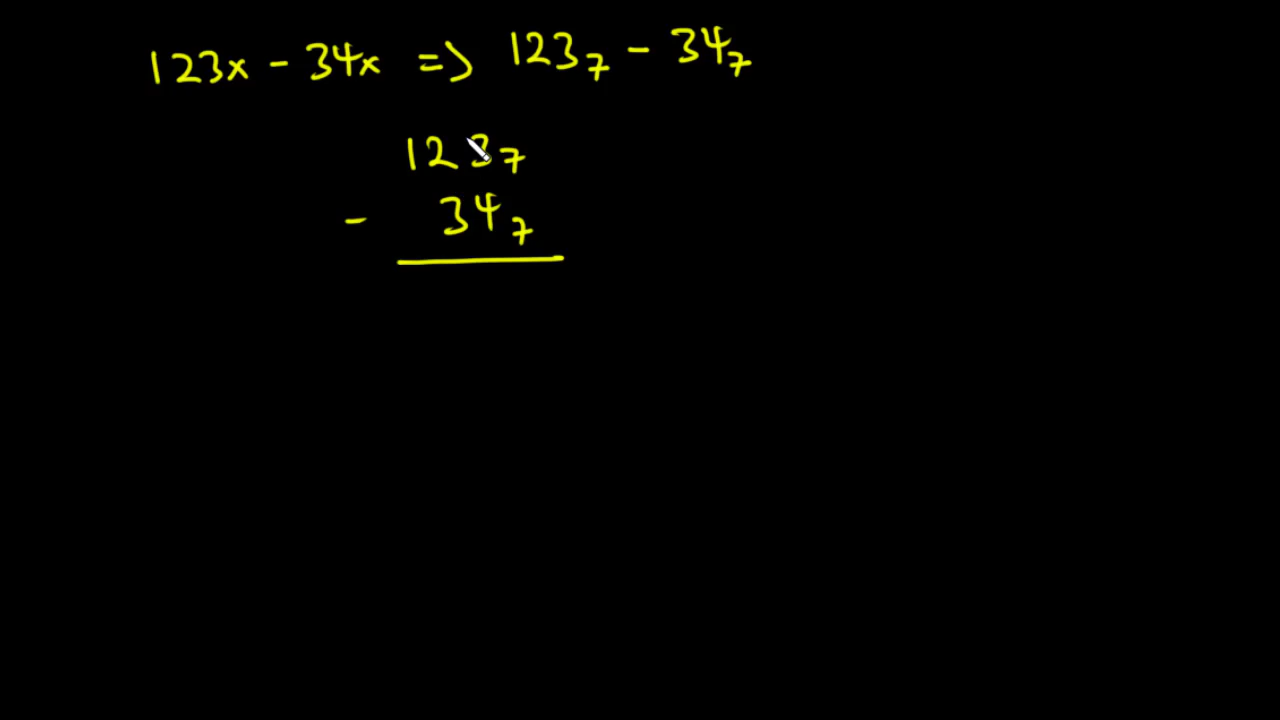 123x - 34x => 123₇ - 34₇
123₇
- 34₇